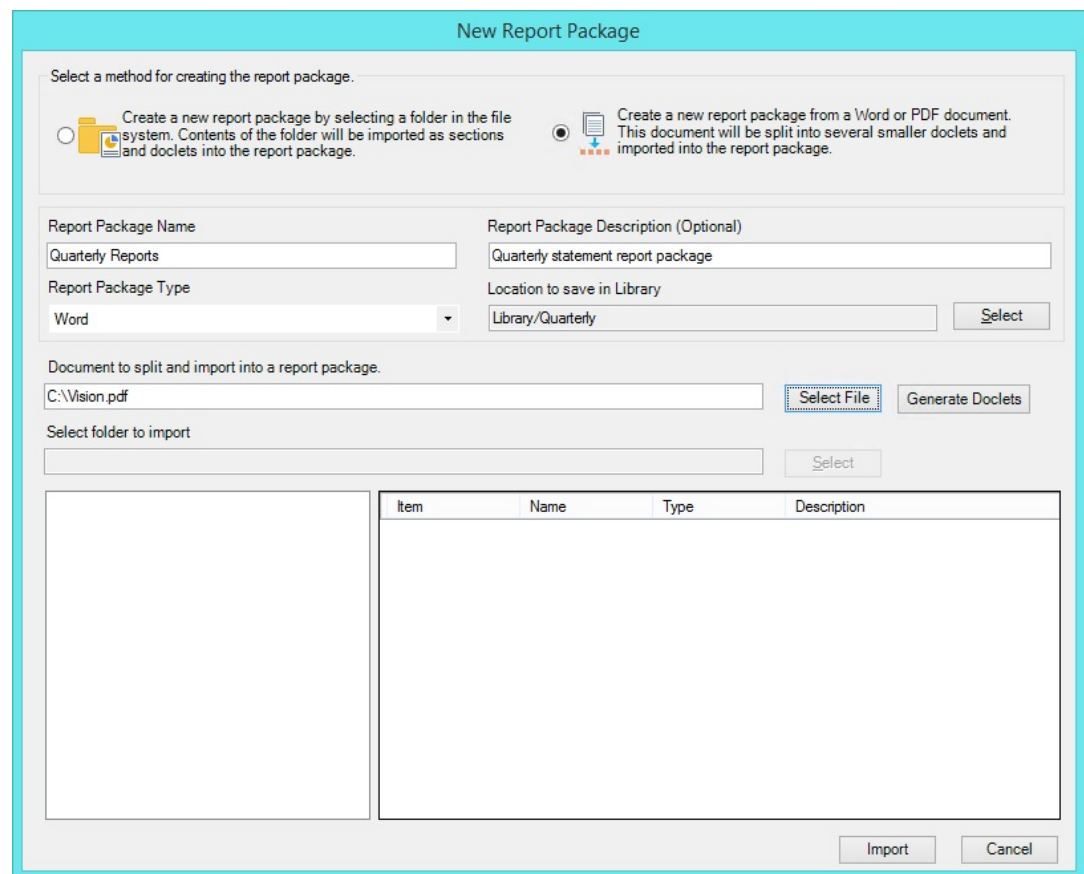 New Report Package
Select a method for creating the report package.
Create a new report package by selecting a folder in the file
system. Contents of the folder will be imported as sections
and doclets into the report package.
Create a new report package from a Word or PDF document.
This document will be split into several smaller doclets and
imported into the report package.
Report Package Name
Report Package Description (Optional)
Quarterly Reports
Quarterly statement report package
Report Package Type
Location to save in Library
Word
Library/Quarterly
Select
Document to split and import into a report package.
C:\Vision.pdf
Select File
Generate Doclets
Select folder to import
Select
Item Name Type Description
Import
Cancel